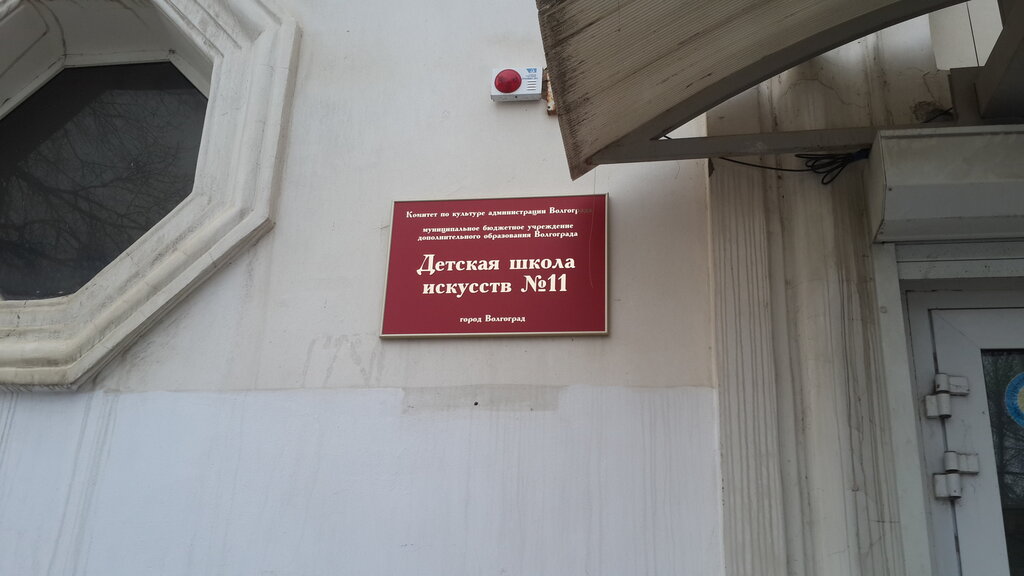 Комитет по культуре администрации Волгограда
муниципальное бюджетное учреждение
дополнительного образования Волгограда
Детская школа
искусств №11
город Волгоград